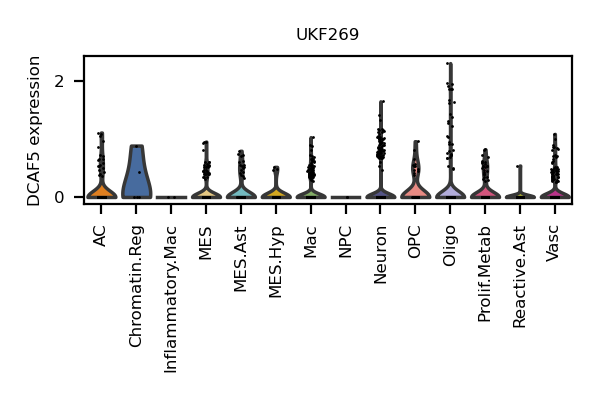 UKF269
DCAF5 expression
2
0
AC
Chromatin.Reg
Inflammatory.Mac
MES
MES.Ast
MES.Hyp
Mac
NPC
Neuron
OPC
Oligo
Prolif.Metab
Reactive.Ast
Vasc